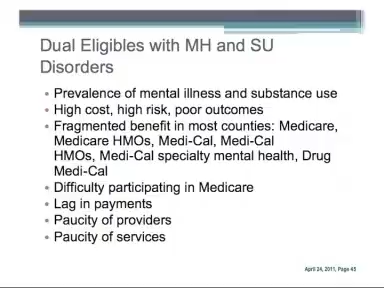 Dual Eligibles with MH and SU
Disorders
• Prevalence of mental illness and substance use
• High cost, high risk, poor outcomes
• Fragmented benefit in most counties: Medicare,
Medicare HMOs, Medi-Cal, Medi-Cal
HMOs, Medi-Cal specialty mental health, Drug
Medi-Cal
• Difficulty participating in Medicare
• Lag in payments
• Paucity of providers
• Paucity of services
April 24, 2011, Page 45